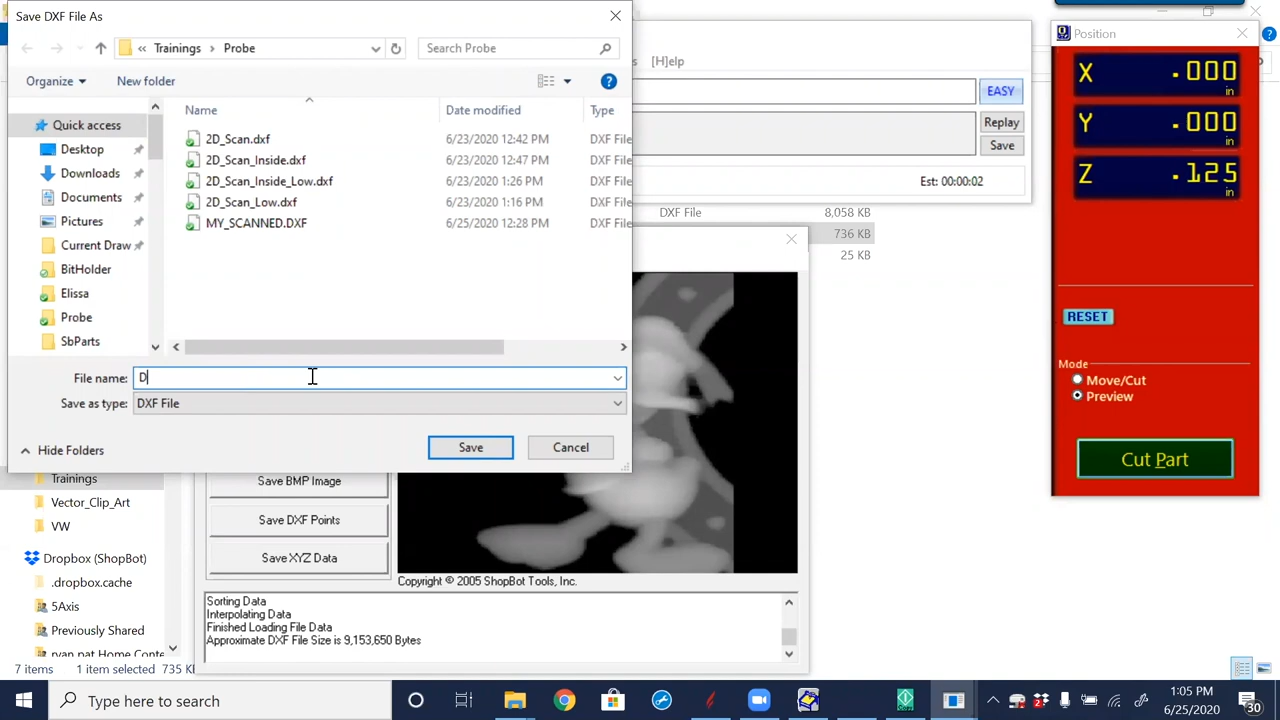 Save DXF File As
« Trainings › Probe
Search Probe
Organize
New folder
Name
Date modified
Type
Quick access
Desktop
Downloads
Documents
Pictures
Current Draw
BitHolder
Elissa
Probe
SbParts
2D_Scan.dxf 6/23/2020 12:42 PM DXF File
2D_Scan_Inside.dxf 6/23/2020 12:47 PM DXF File
2D_Scan_Inside_Low.dxf 6/23/2020 1:26 PM DXF File
2D_Scan_Low.dxf 6/23/2020 1:16 PM DXF File
MY_SCANNED.DXF 6/25/2020 12:28 PM DXF File
File name: D
Save as type: DXF File
Hide Folders
Save
Cancel
s [H]elp
EASY
Replay
Save
Est: 00:00:02
DXF File 8,058 KB
736 KB
25 KB
Position
X .000
in
Y .000
in
Z .125
in
RESET
Mode
Move/Cut
Preview
Cut Part
Trainings
Vector_Clip_Art
VW
Dropbox (ShopBot)
.dropbox.cache
5Axis
Previously Shared
ryan pat Home Conte
7 items 1 item selected 735 K
Save BMP Image
Save DXF Points
Save XYZ Data
Copyright © 2005 ShopBot Tools, Inc.
Sorting Data
Interpolating Data
Finished Loading File Data
Approximate DXF File Size is 9,153,650 Bytes
Type here to search
2
1:05 PM
6/25/2020
30